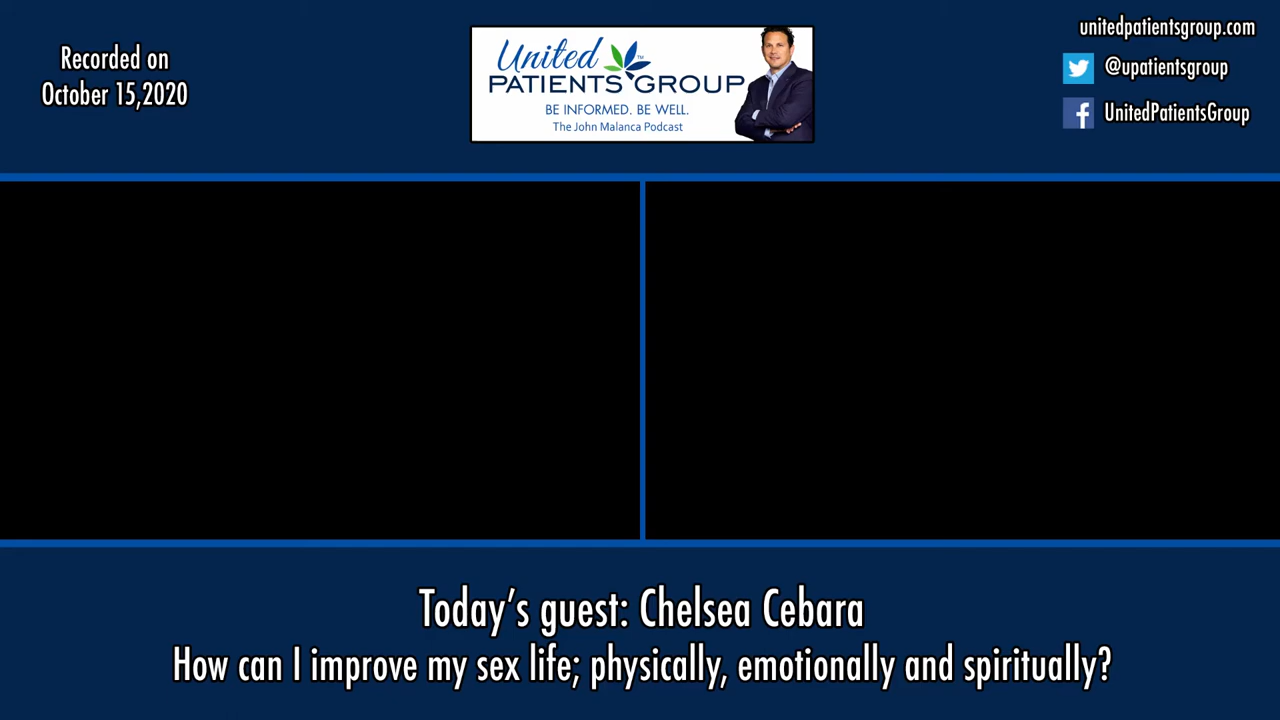 Recorded on
October 15,2020
United
PATIENTS GROUP
TM
BE INFORMED. BE WELL.
The John Malanca Podcast
unitedpatientsgroup.com
@upatientsgroup
UnitedPatientsGroup
Today's guest: Chelsea Cebara
How can I improve my sex life; physically, emotionally and spiritually?